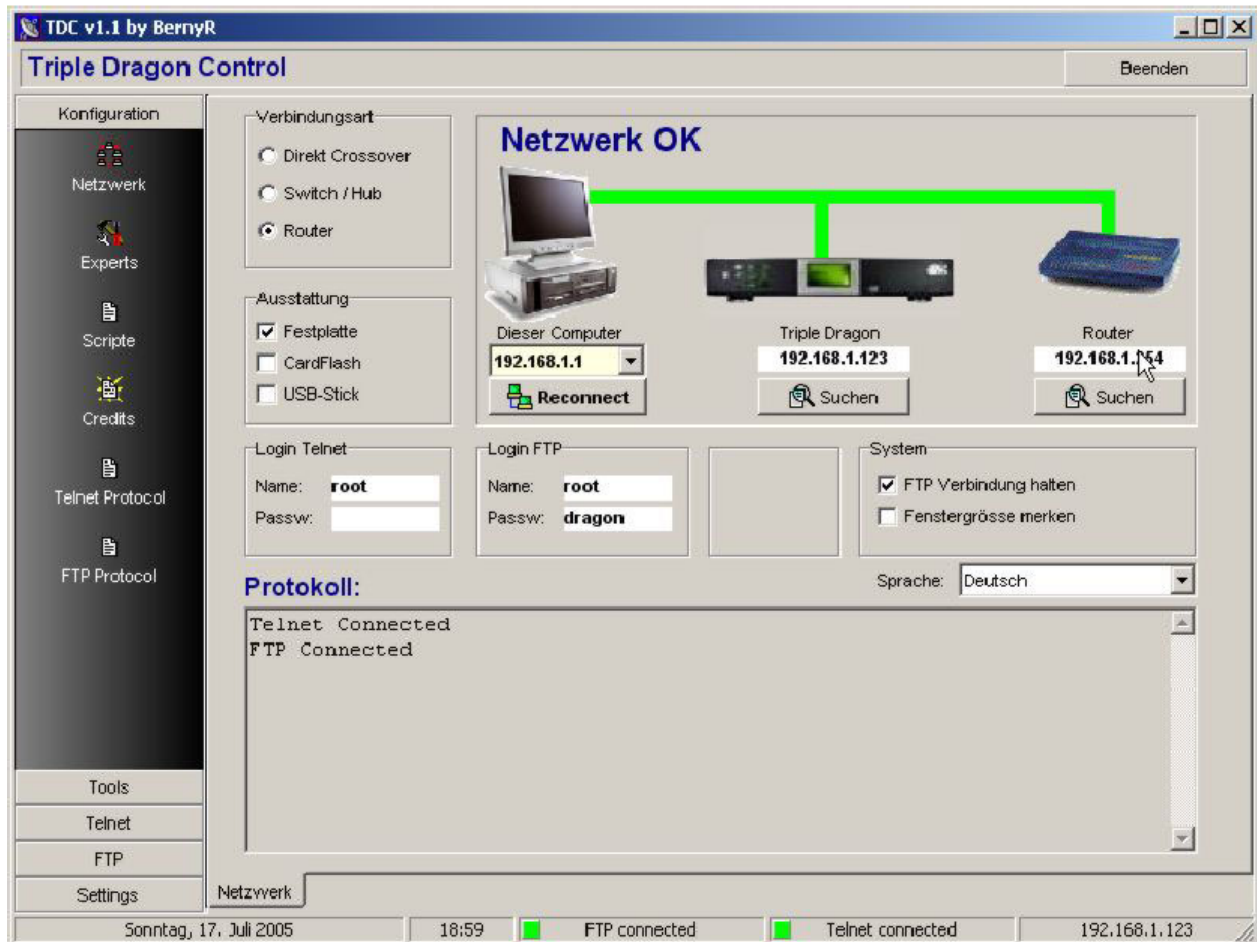 TDC v1.1 by BernyR
Triple Dragon Control
Beenden
Konfiguration
Netzwerk
Experts
Scripte
Credits
Telnet Protocol
FTP Protocol
Tools
Telnet
FTP
Settings
Verbindungsart
Direkt Crossover
Switch / Hub
Router
Ausstattung
Festplatte
CardFlash
USB-Stick
Netzwerk OK
Dieser Computer
192.168.1.1
Reconnect
Triple Dragon
192.168.1.123
Suchen
Router
Suchen
Login Telnet
Name: root
Passw:
Login FTP
Name: root
Passw: dragon
System
FTP Verbindung halten
Fenstergrösse merken
Sprache: Deutsch
Protokoll:
Telnet Connected
FTP Connected
Netzwerk
Sonntag, 17. Juli 2005
18:59
FTP connected
Telnet connected
192.168.1.123